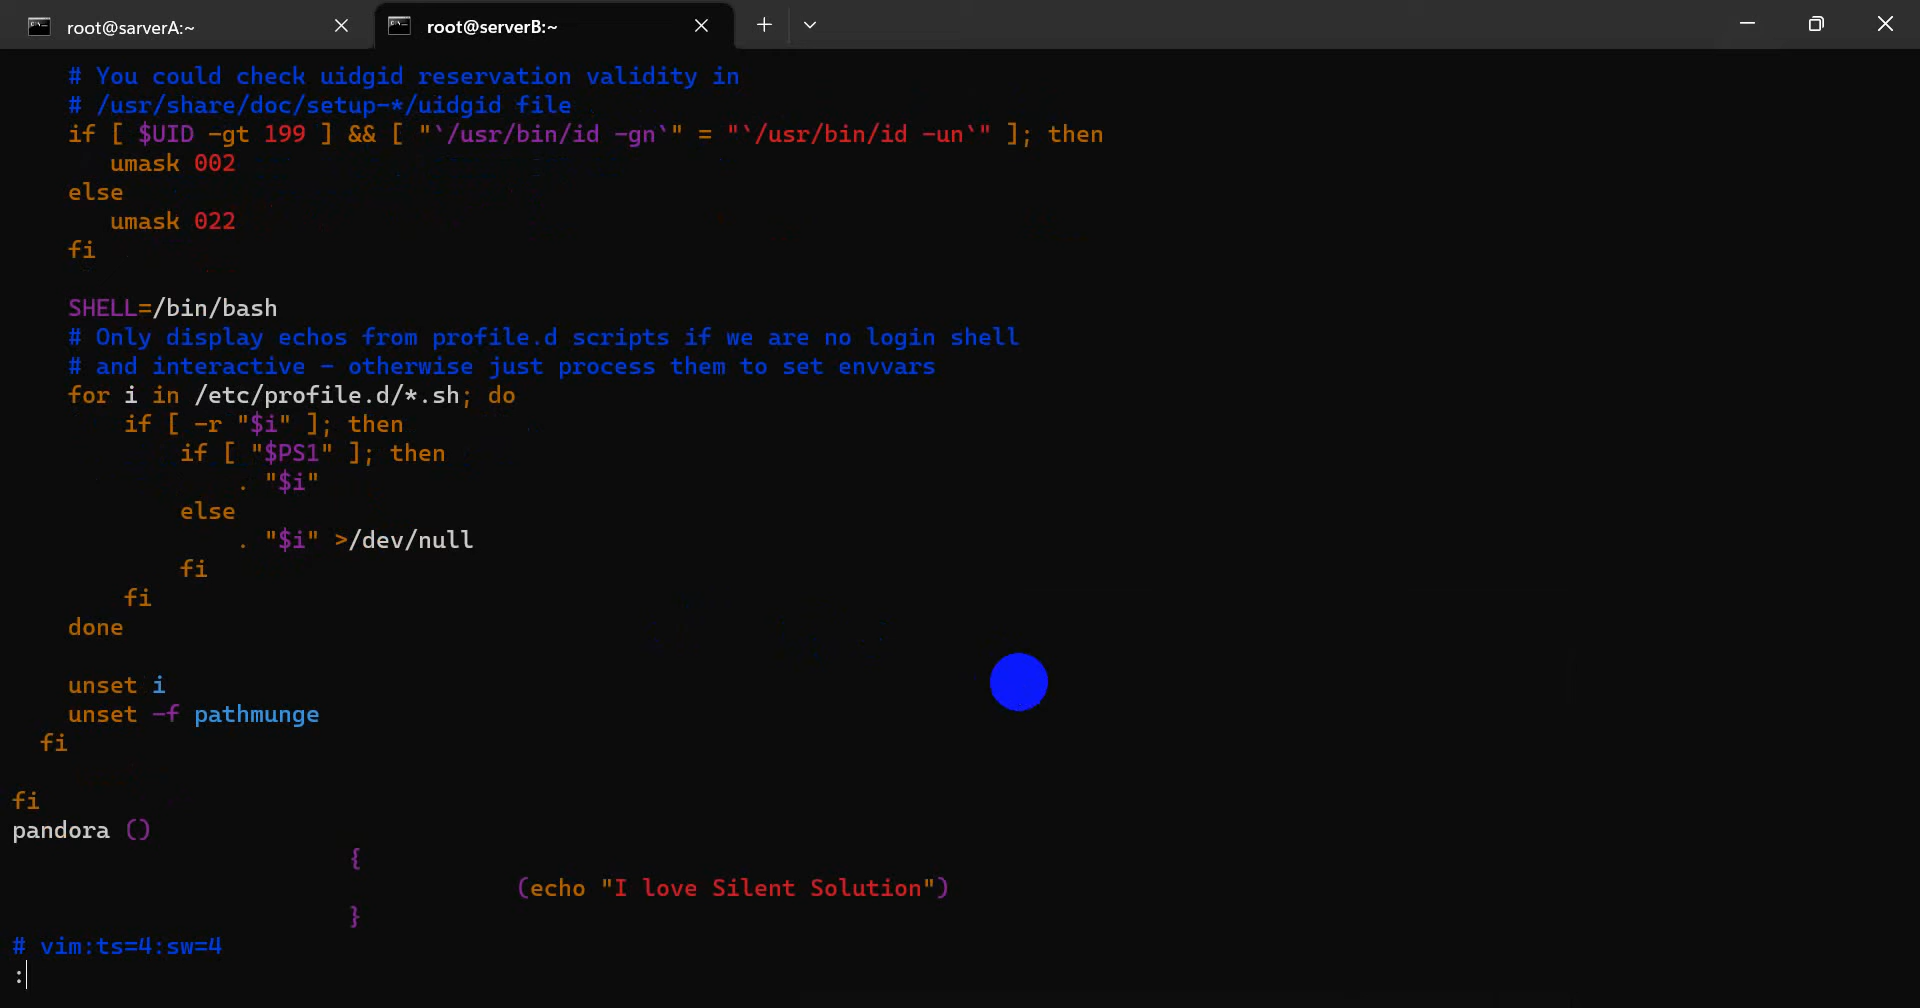 root@sarverA:~
root@serverB:~
# You could check uidgid reservation validity in
# /usr/share/doc/setup-*/uidgid file
if [ $UID -gt 199 ] && [ "`/usr/bin/id -gn`" = "`/usr/bin/id -un`" ]; then
umask 002
else
umask 022
fi
SHELL=/bin/bash
# Only display echos from profile.d scripts if we are no login shell
# and interactive - otherwise just process them to set envvars
for i in /etc/profile.d/*.sh; do
if [ -r "$i" ]; then
if [ "$PS1" ]; then
. "$i"
else
. "$i" >/dev/null
fi
fi
done
unset i
unset -f pathmunge
fi
fi
pandora ()
{
(echo "I love Silent Solution")
}
# vim:ts=4:sw=4
: